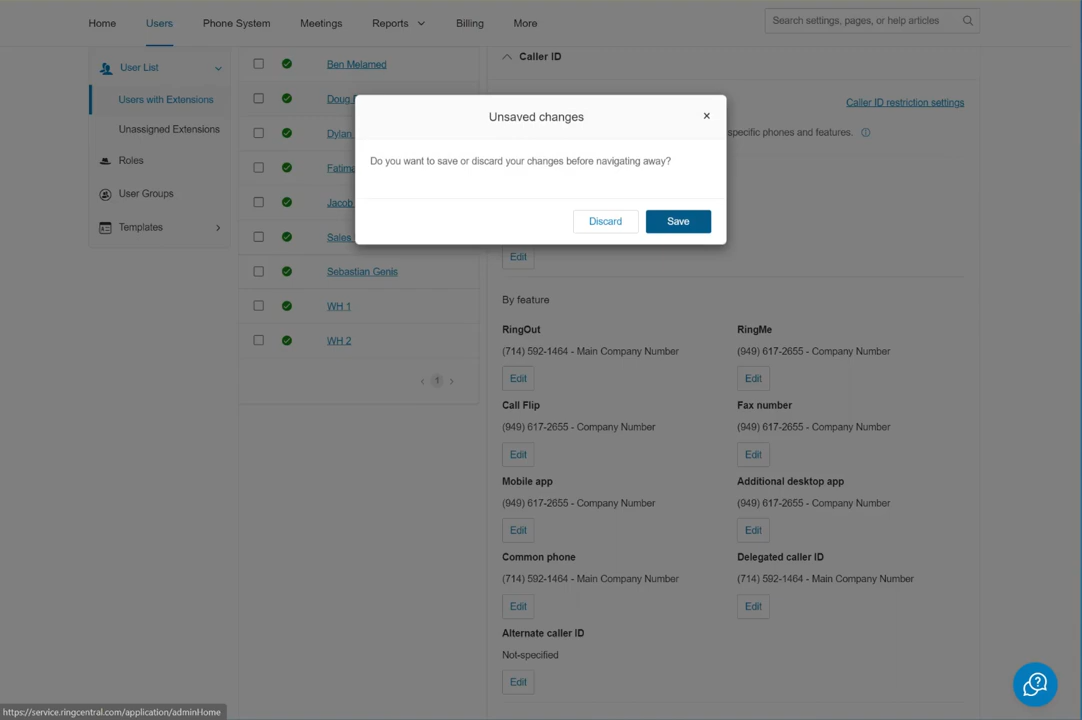 Home Users Phone System Meetings Reports Billing More Search settings, pages, or help articles
User List
Users with Extensions
Unassigned Extensions
Roles
User Groups
Templates
Ben Melamed
Doug
Dylan
Fatima
Jacob
Sales
Sebastian Genis
WH 1
WH 2
1
Caller ID
Caller ID restriction settings
specific phones and features.
Unsaved changes ×
Do you want to save or discard your changes before navigating away?
Discard Save
Edit
By feature
RingOut RingMe
(714) 592-1464 - Main Company Number (949) 617-2655 - Company Number
Edit Edit
Call Flip Fax number
(949) 617-2655 - Company Number (949) 617-2655 - Company Number
Edit Edit
Mobile app Additional desktop app
(949) 617-2655 - Company Number (949) 617-2655 - Company Number
Edit Edit
Common phone Delegated caller ID
(714) 592-1464 - Main Company Number (714) 592-1464 - Main Company Number
Edit Edit
Alternate caller ID
Not-specified
Edit
https://service.ringcentral.com/application/adminHome